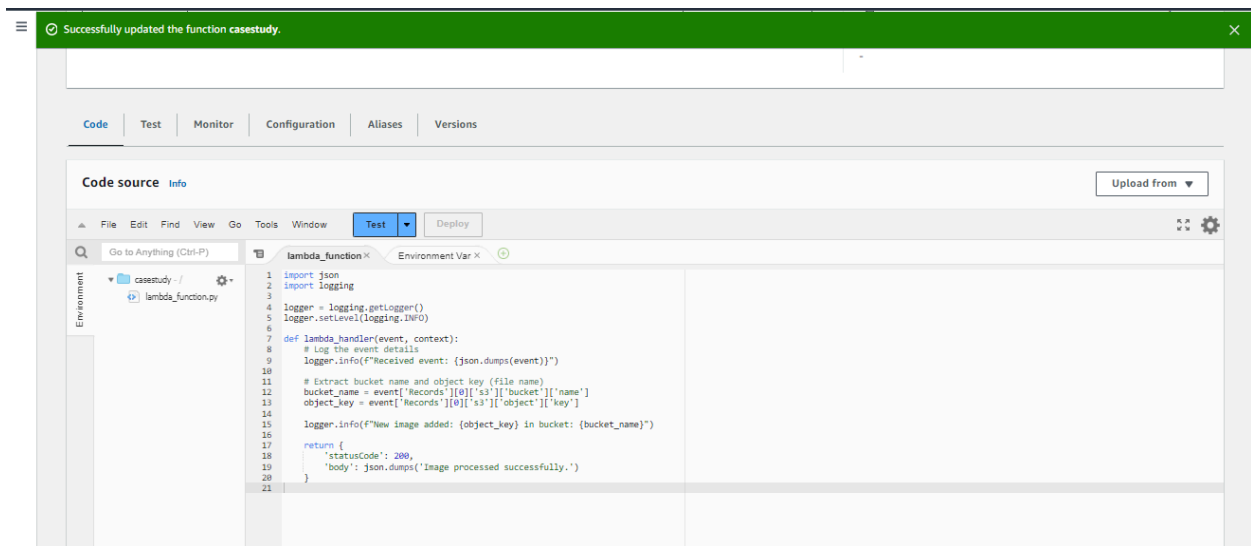 Successfully updated the function casestudy.
-
Code Test Monitor Configuration Aliases Versions
Code source Info
Upload from
File Edit Find View Go Tools Window Test Deploy
Go to Anything (Ctrl-P)
lambda_function Environment Var
Environment
casestudy - /
lambda_function.py
1 import json
2 import logging
3
4 logger = logging.getLogger()
5 logger.setLevel(logging.INFO)
6
7 def lambda_handler(event, context):
8 # Log the event details
9 logger.info(f"Received event: {json.dumps(event)}")
10
11 # Extract bucket name and object key (file name)
12 bucket_name = event['Records'][0]['s3']['bucket']['name']
13 object_key = event['Records'][0]['s3']['object']['key']
14
15 logger.info(f"New image added: {object_key} in bucket: {bucket_name}")
16
17 return {
18 'statusCode': 200,
19 'body': json.dumps('Image processed successfully.')
20 }
21